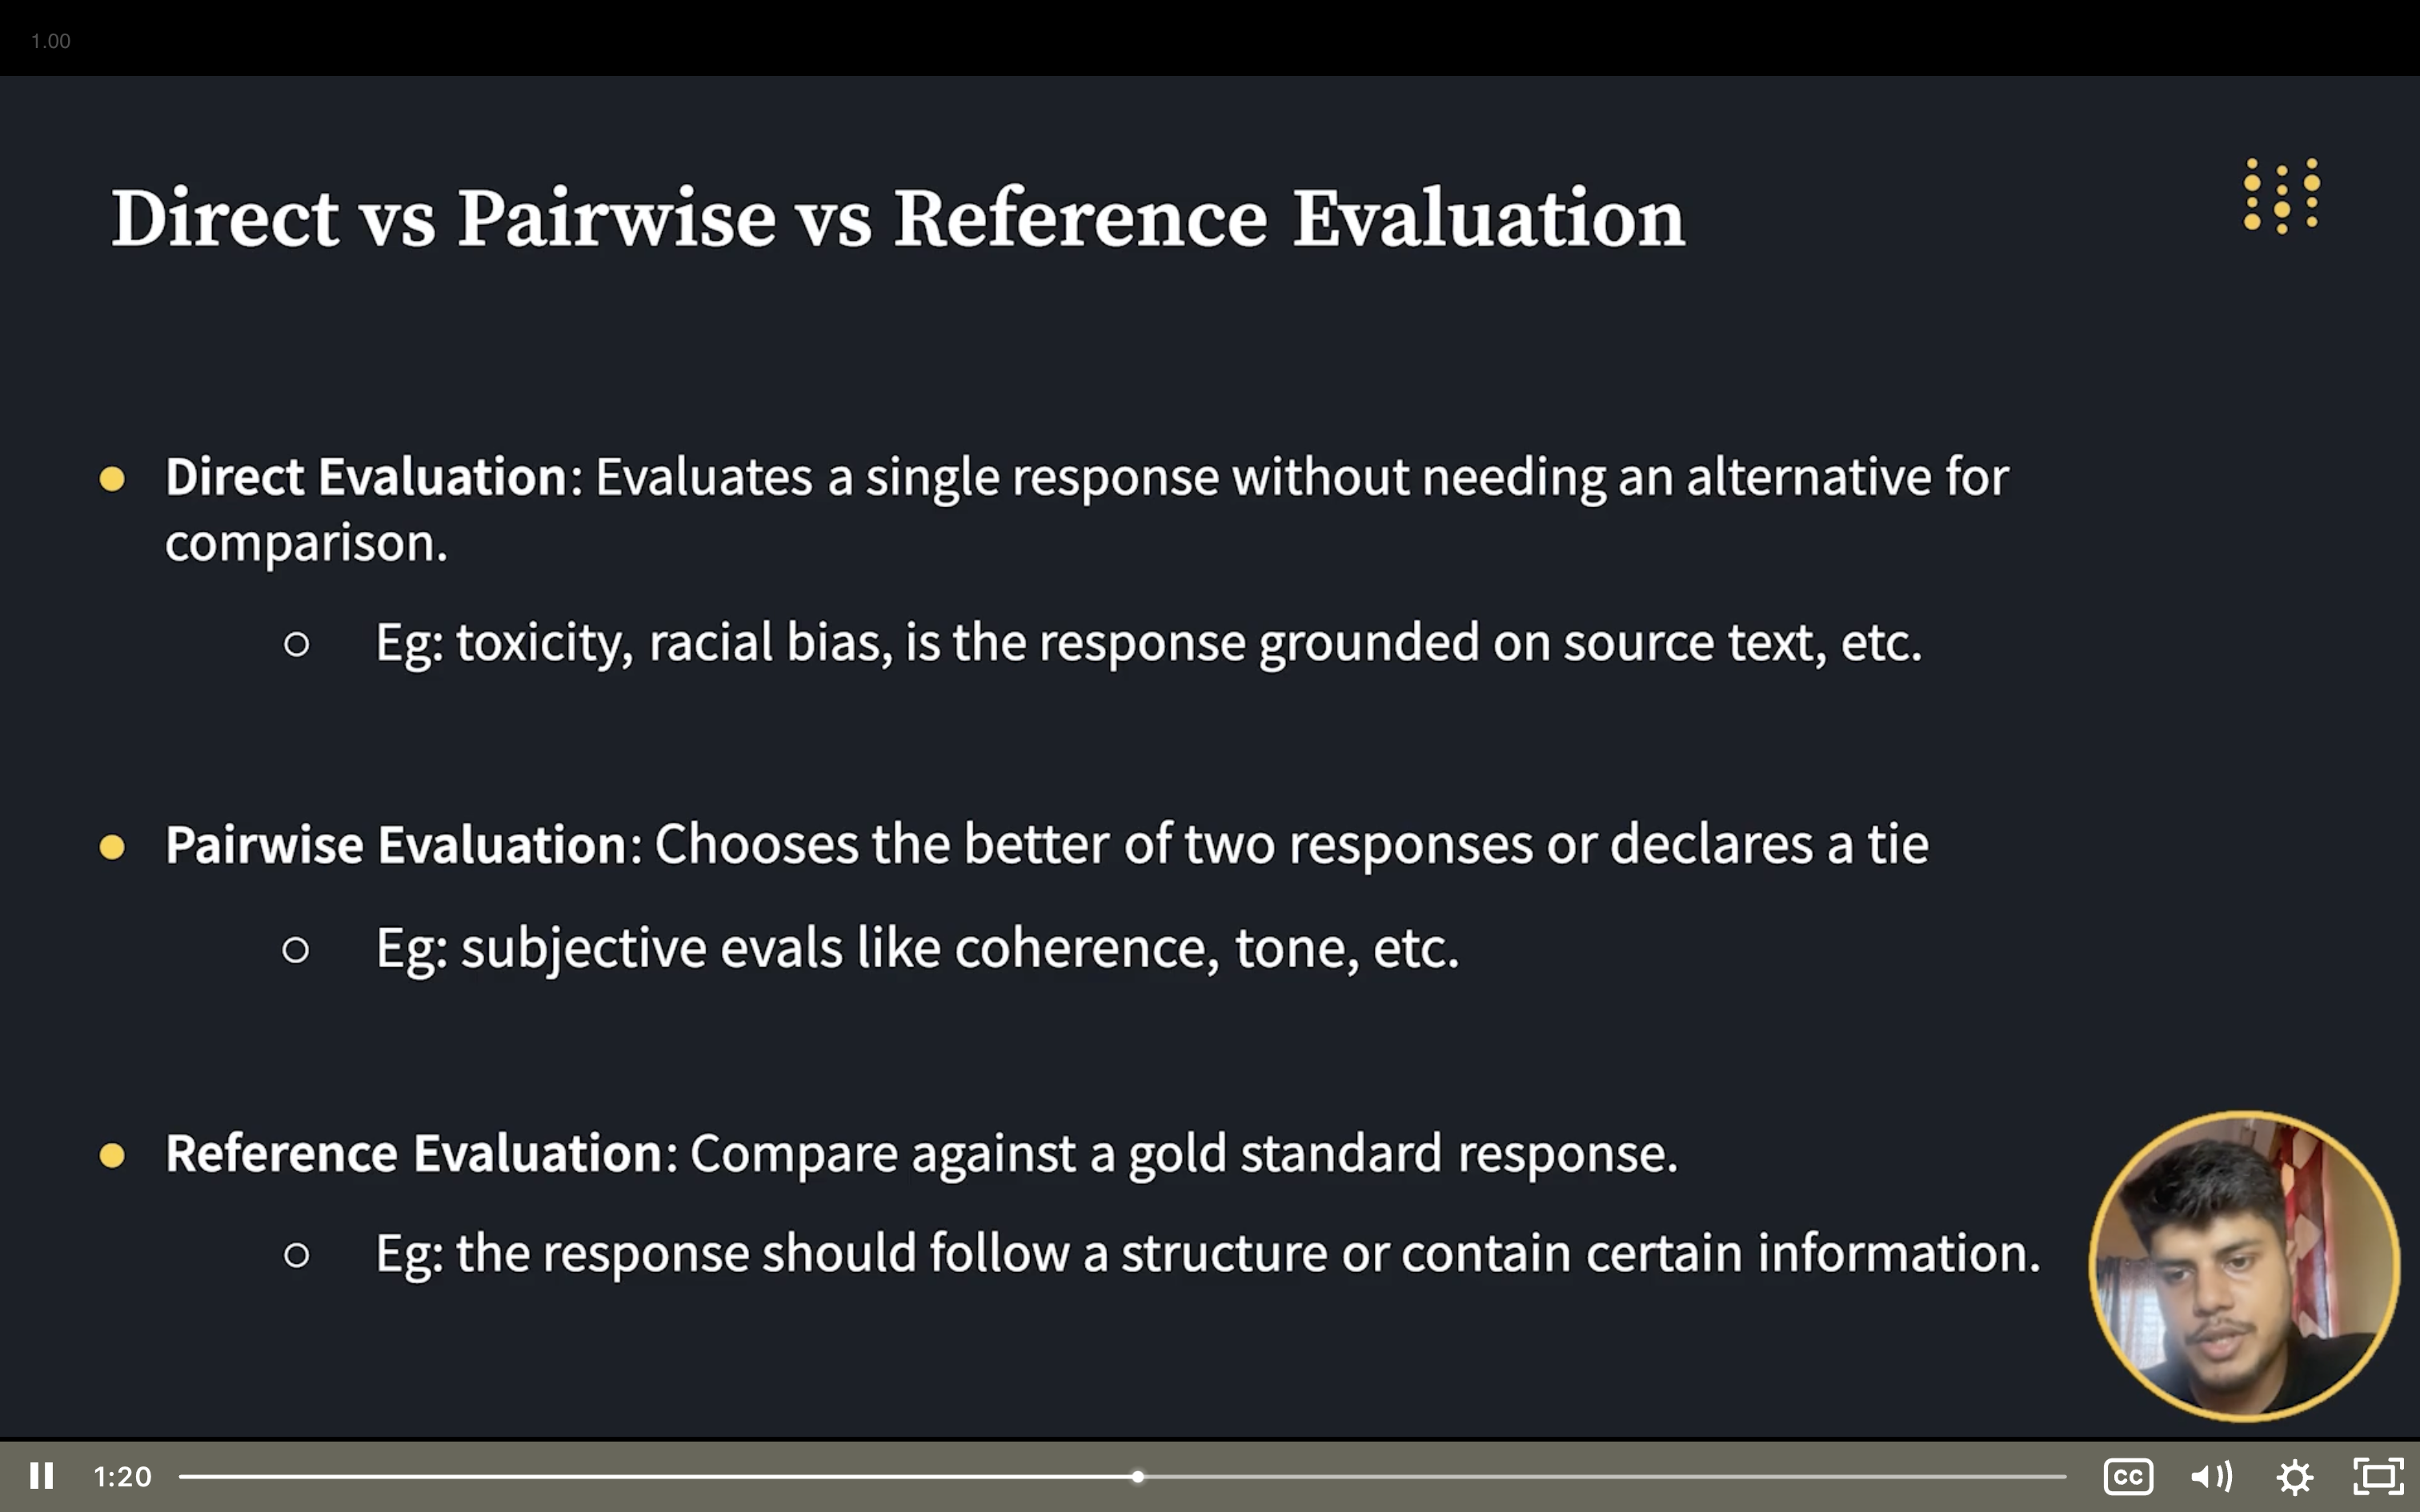 1.00
Direct vs Pairwise vs Reference Evaluation
Direct Evaluation: Evaluates a single response without needing an alternative for
comparison.
Eg: toxicity, racial bias, is the response grounded on source text, etc.
Pairwise Evaluation: Chooses the better of two responses or declares a tie
Eg: subjective evals like coherence, tone, etc.
Reference Evaluation: Compare against a gold standard response.
Eg: the response should follow a structure or contain certain information.
1:20
CC